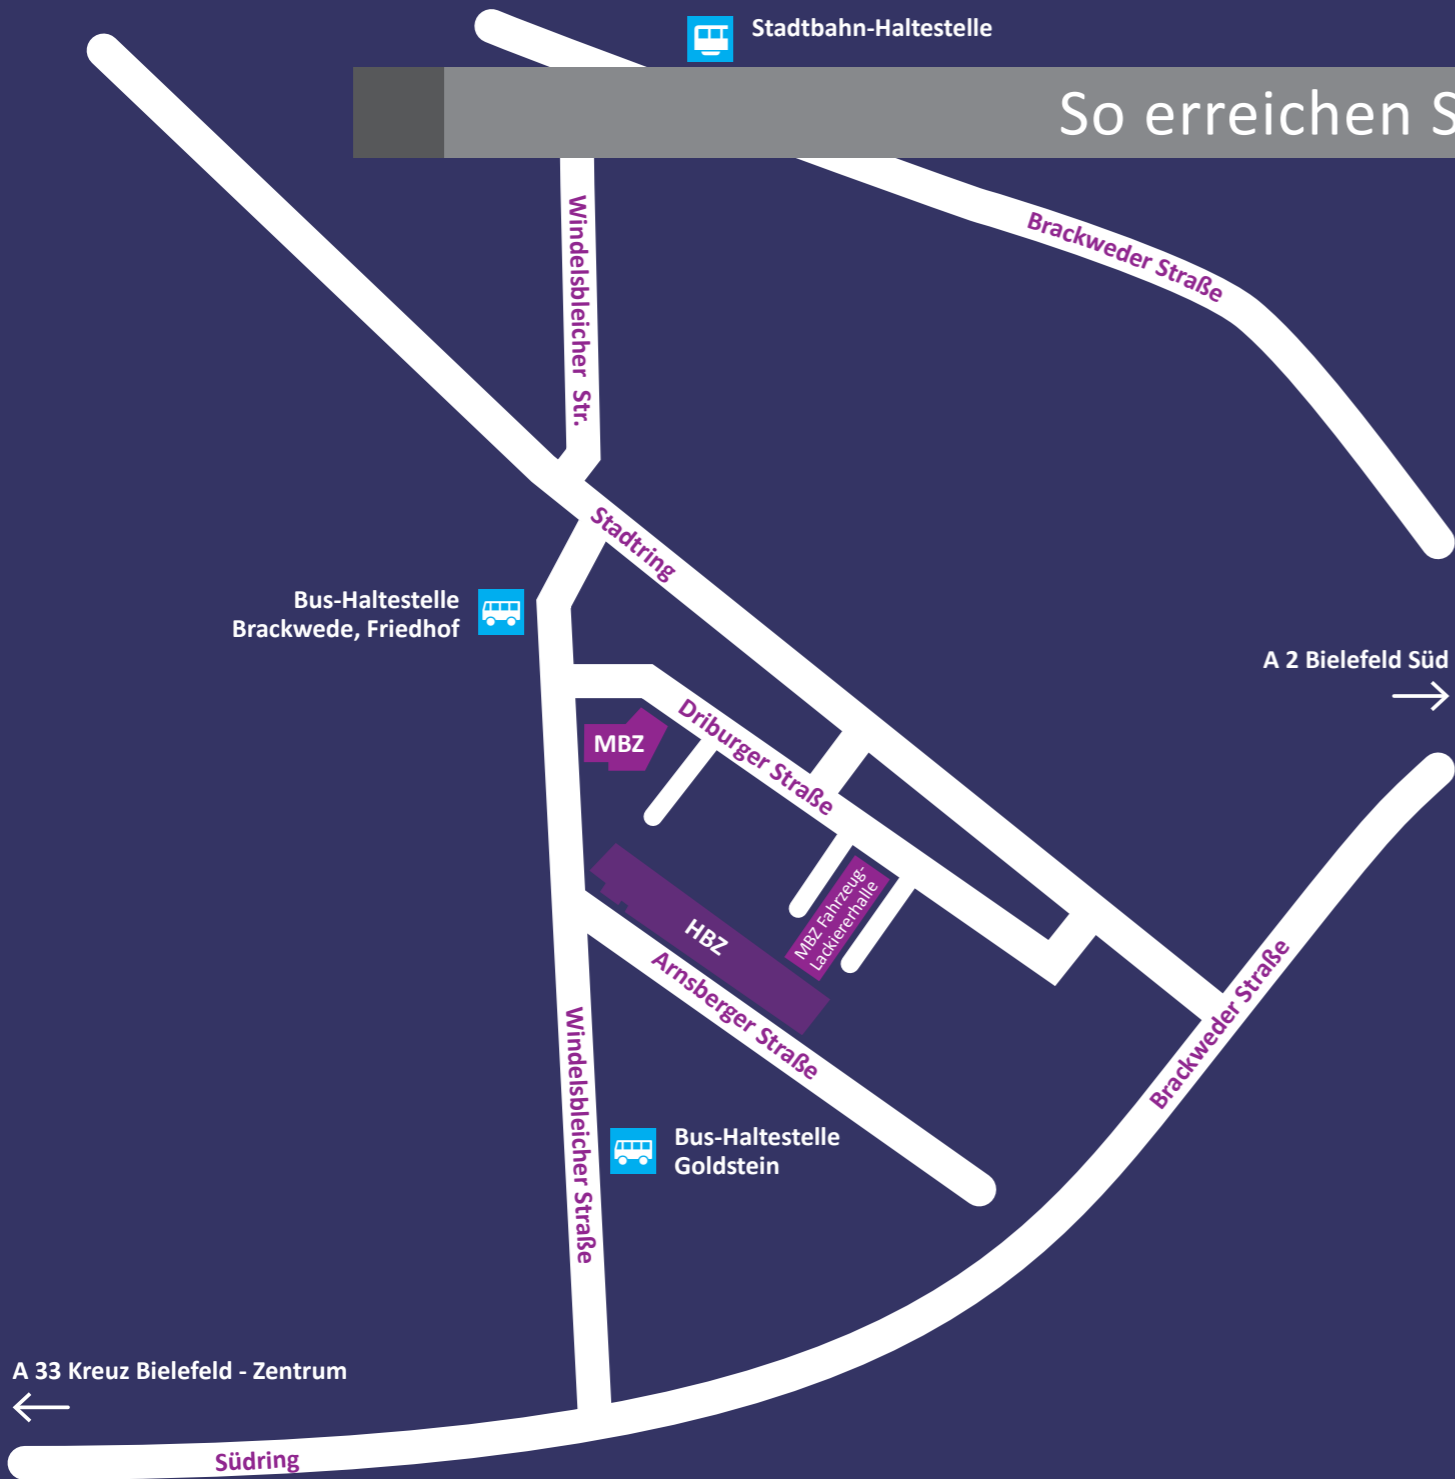 Stadtbahn-Haltestelle
So erreichen S
Windelsbleicher Str.
Brackweder Straße
Stadtring
Bus-Haltestelle
Brackwede, Friedhof
A 2 Bielefeld Süd
MBZ
Driburger Straße
MBZ Fahrzeug-
Lackiererhalle
HBZ
Arnsberger Straße
Brackweder Straße
Windelsbleicher Straße
Bus-Haltestelle
Goldstein
A 33 Kreuz Bielefeld - Zentrum
Südring